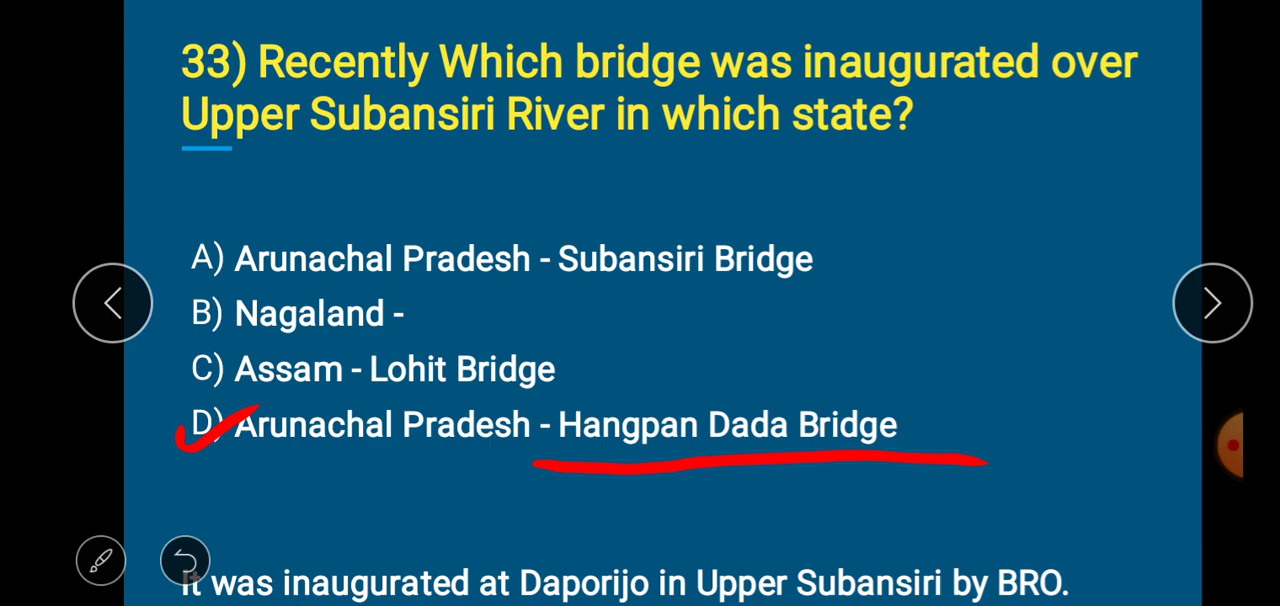 33) Recently Which bridge was inaugurated over
Upper Subansiri River in which state?
A) Arunachal Pradesh - Subansiri Bridge
B) Nagaland -
C) Assam - Lohit Bridge
D) Arunachal Pradesh - Hangpan Dada Bridge
It was inaugurated at Daporijo in Upper Subansiri by BRO.